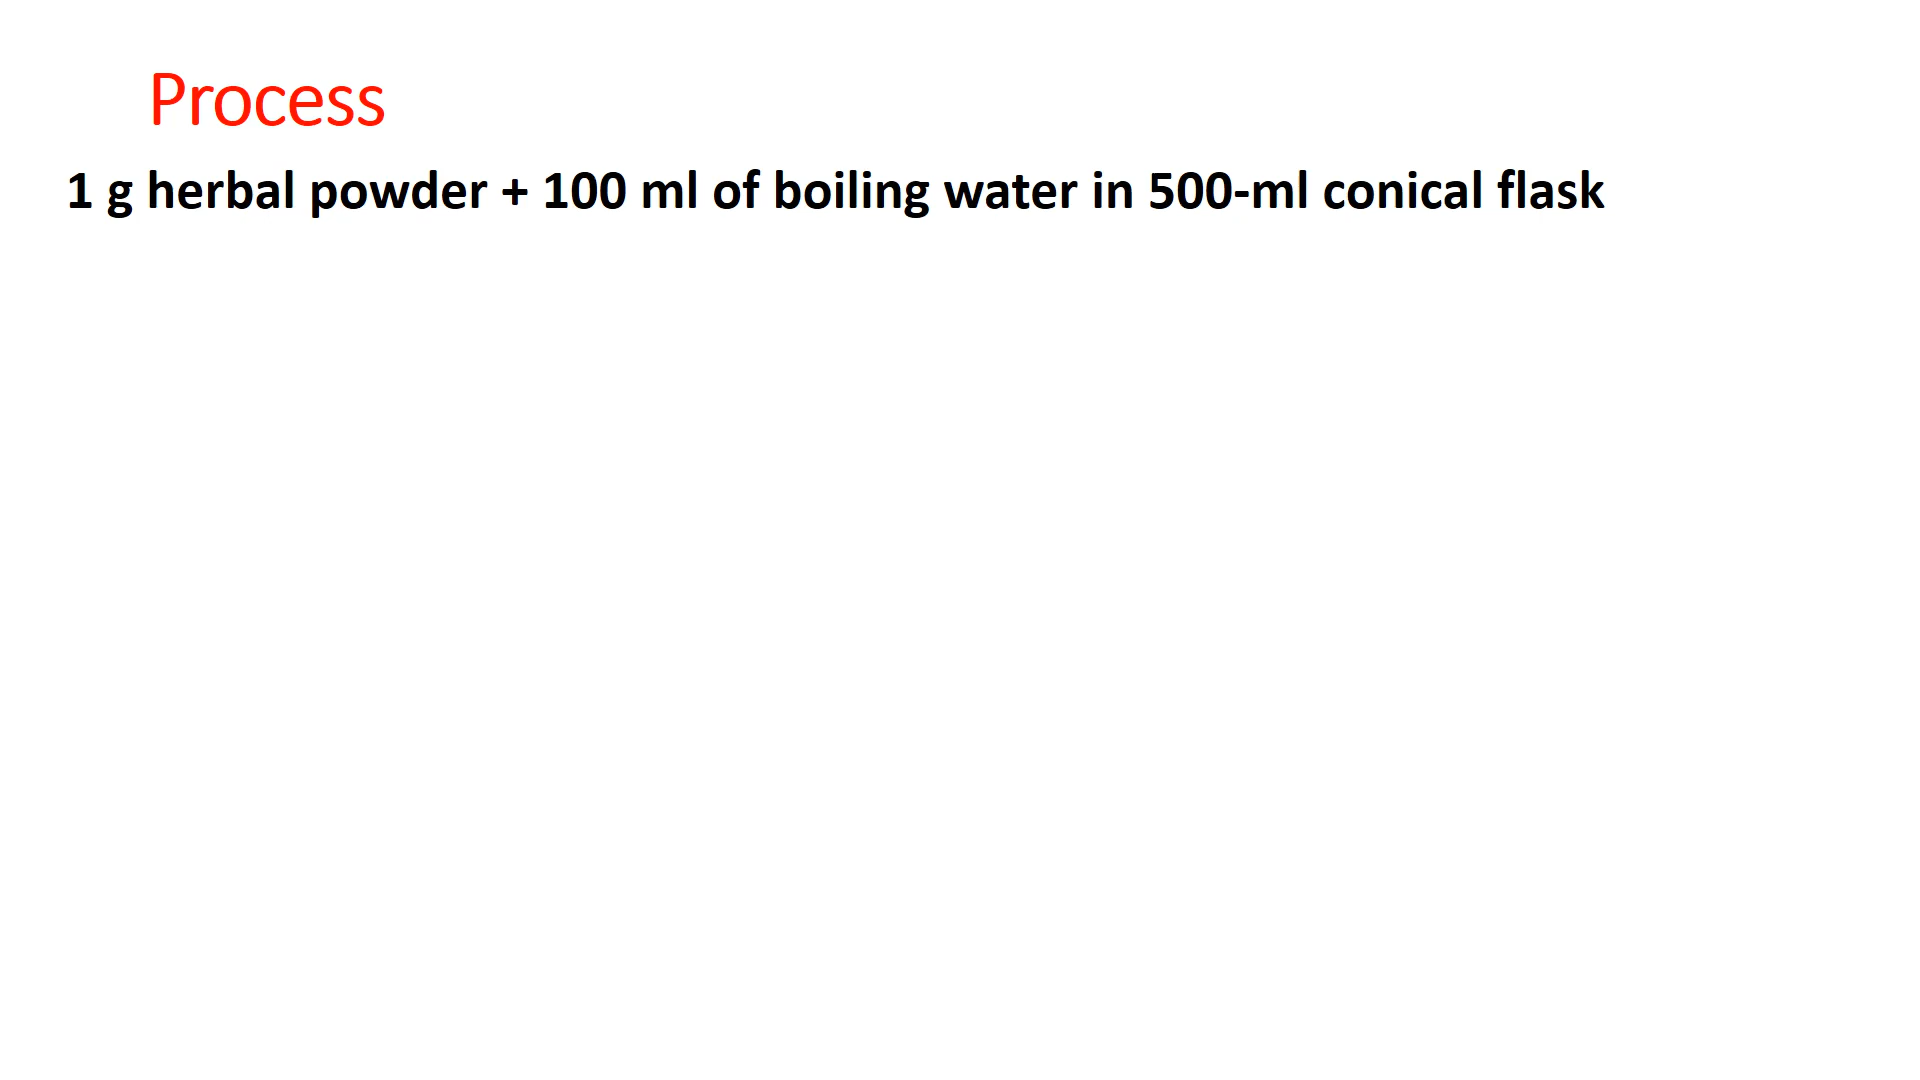 Process
1 g herbal powder + 100 ml of boiling water in 500-ml conical flask